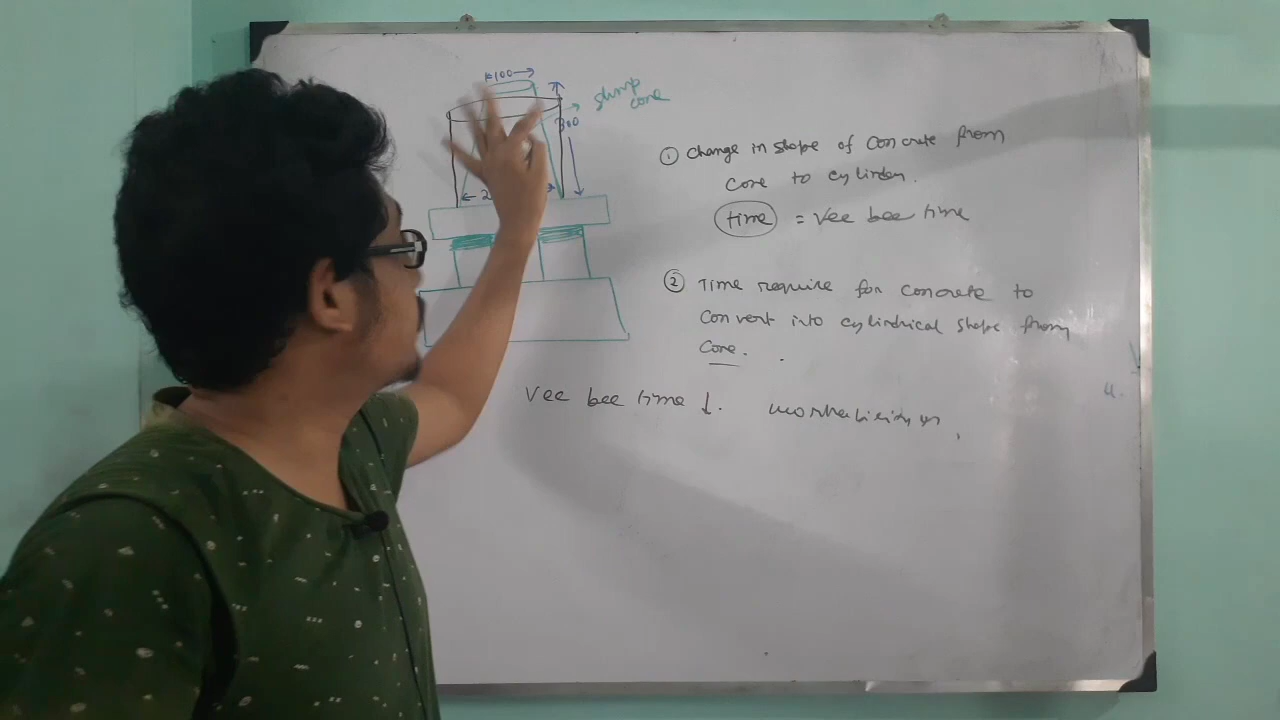 100
slump
cone
300
2
① change in shape of concrete from
cone to cylinder.
time = Vee bee time
② Time require for concrete to
convert into cylindrical shape from
cone.
Vee bee time ↓.